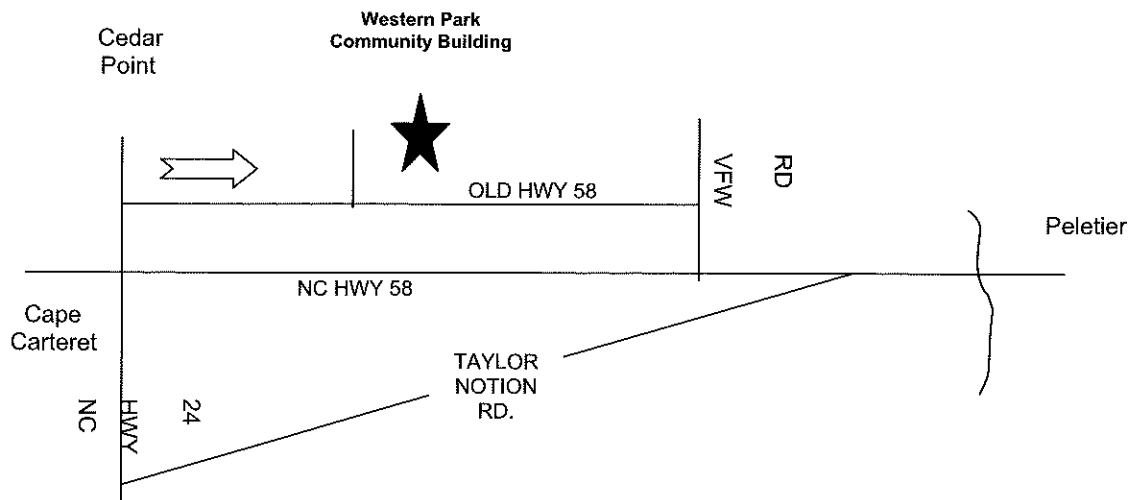 Western Park
Community Building
Cedar
Point
OLD HWY 58
VFW RD
Peletier
NC HWY 58
Cape
Carteret
TAYLOR
NOTION
RD.
NC HWY 24